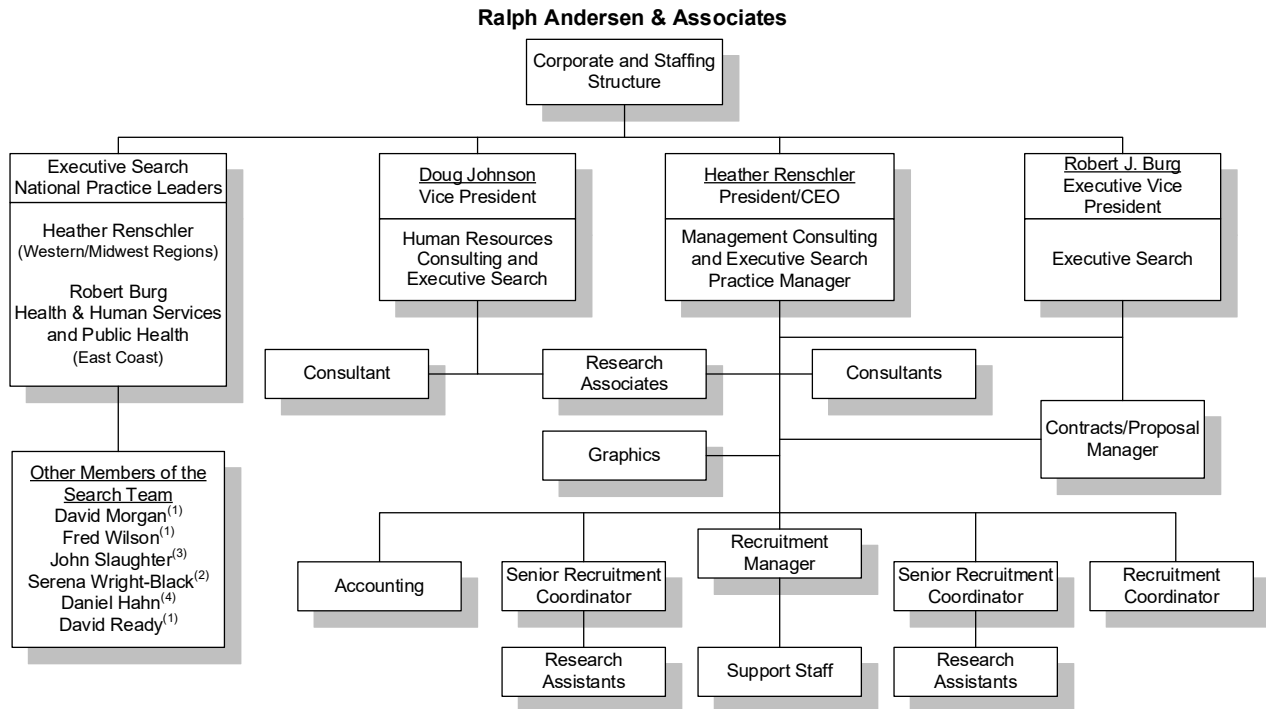 Ralph Andersen & Associates
Corporate and Staffing
Structure
Executive Search
National Practice Leaders
Heather Renschler
(Western/Midwest Regions)
Robert Burg
Health & Human Services
and Public Health
(East Coast)
Doug Johnson
Vice President
Human Resources
Consulting and
Executive Search
Heather Renschler
President/CEO
Management Consulting
and Executive Search
Practice Manager
Robert J. Burg
Executive Vice
President
Executive Search
Consultant
Research
Associates
Consultants
Graphics
Contracts/Proposal
Manager
Other Members of the
Search Team
David Morgan(1)
Fred Wilson(1)
John Slaughter(3)
Serena Wright-Black(2)
Daniel Hahn(4)
David Ready(1)
Accounting
Senior Recruitment
Coordinator
Recruitment
Manager
Senior Recruitment
Coordinator
Recruitment
Coordinator
Research
Assistants
Support Staff
Research
Assistants